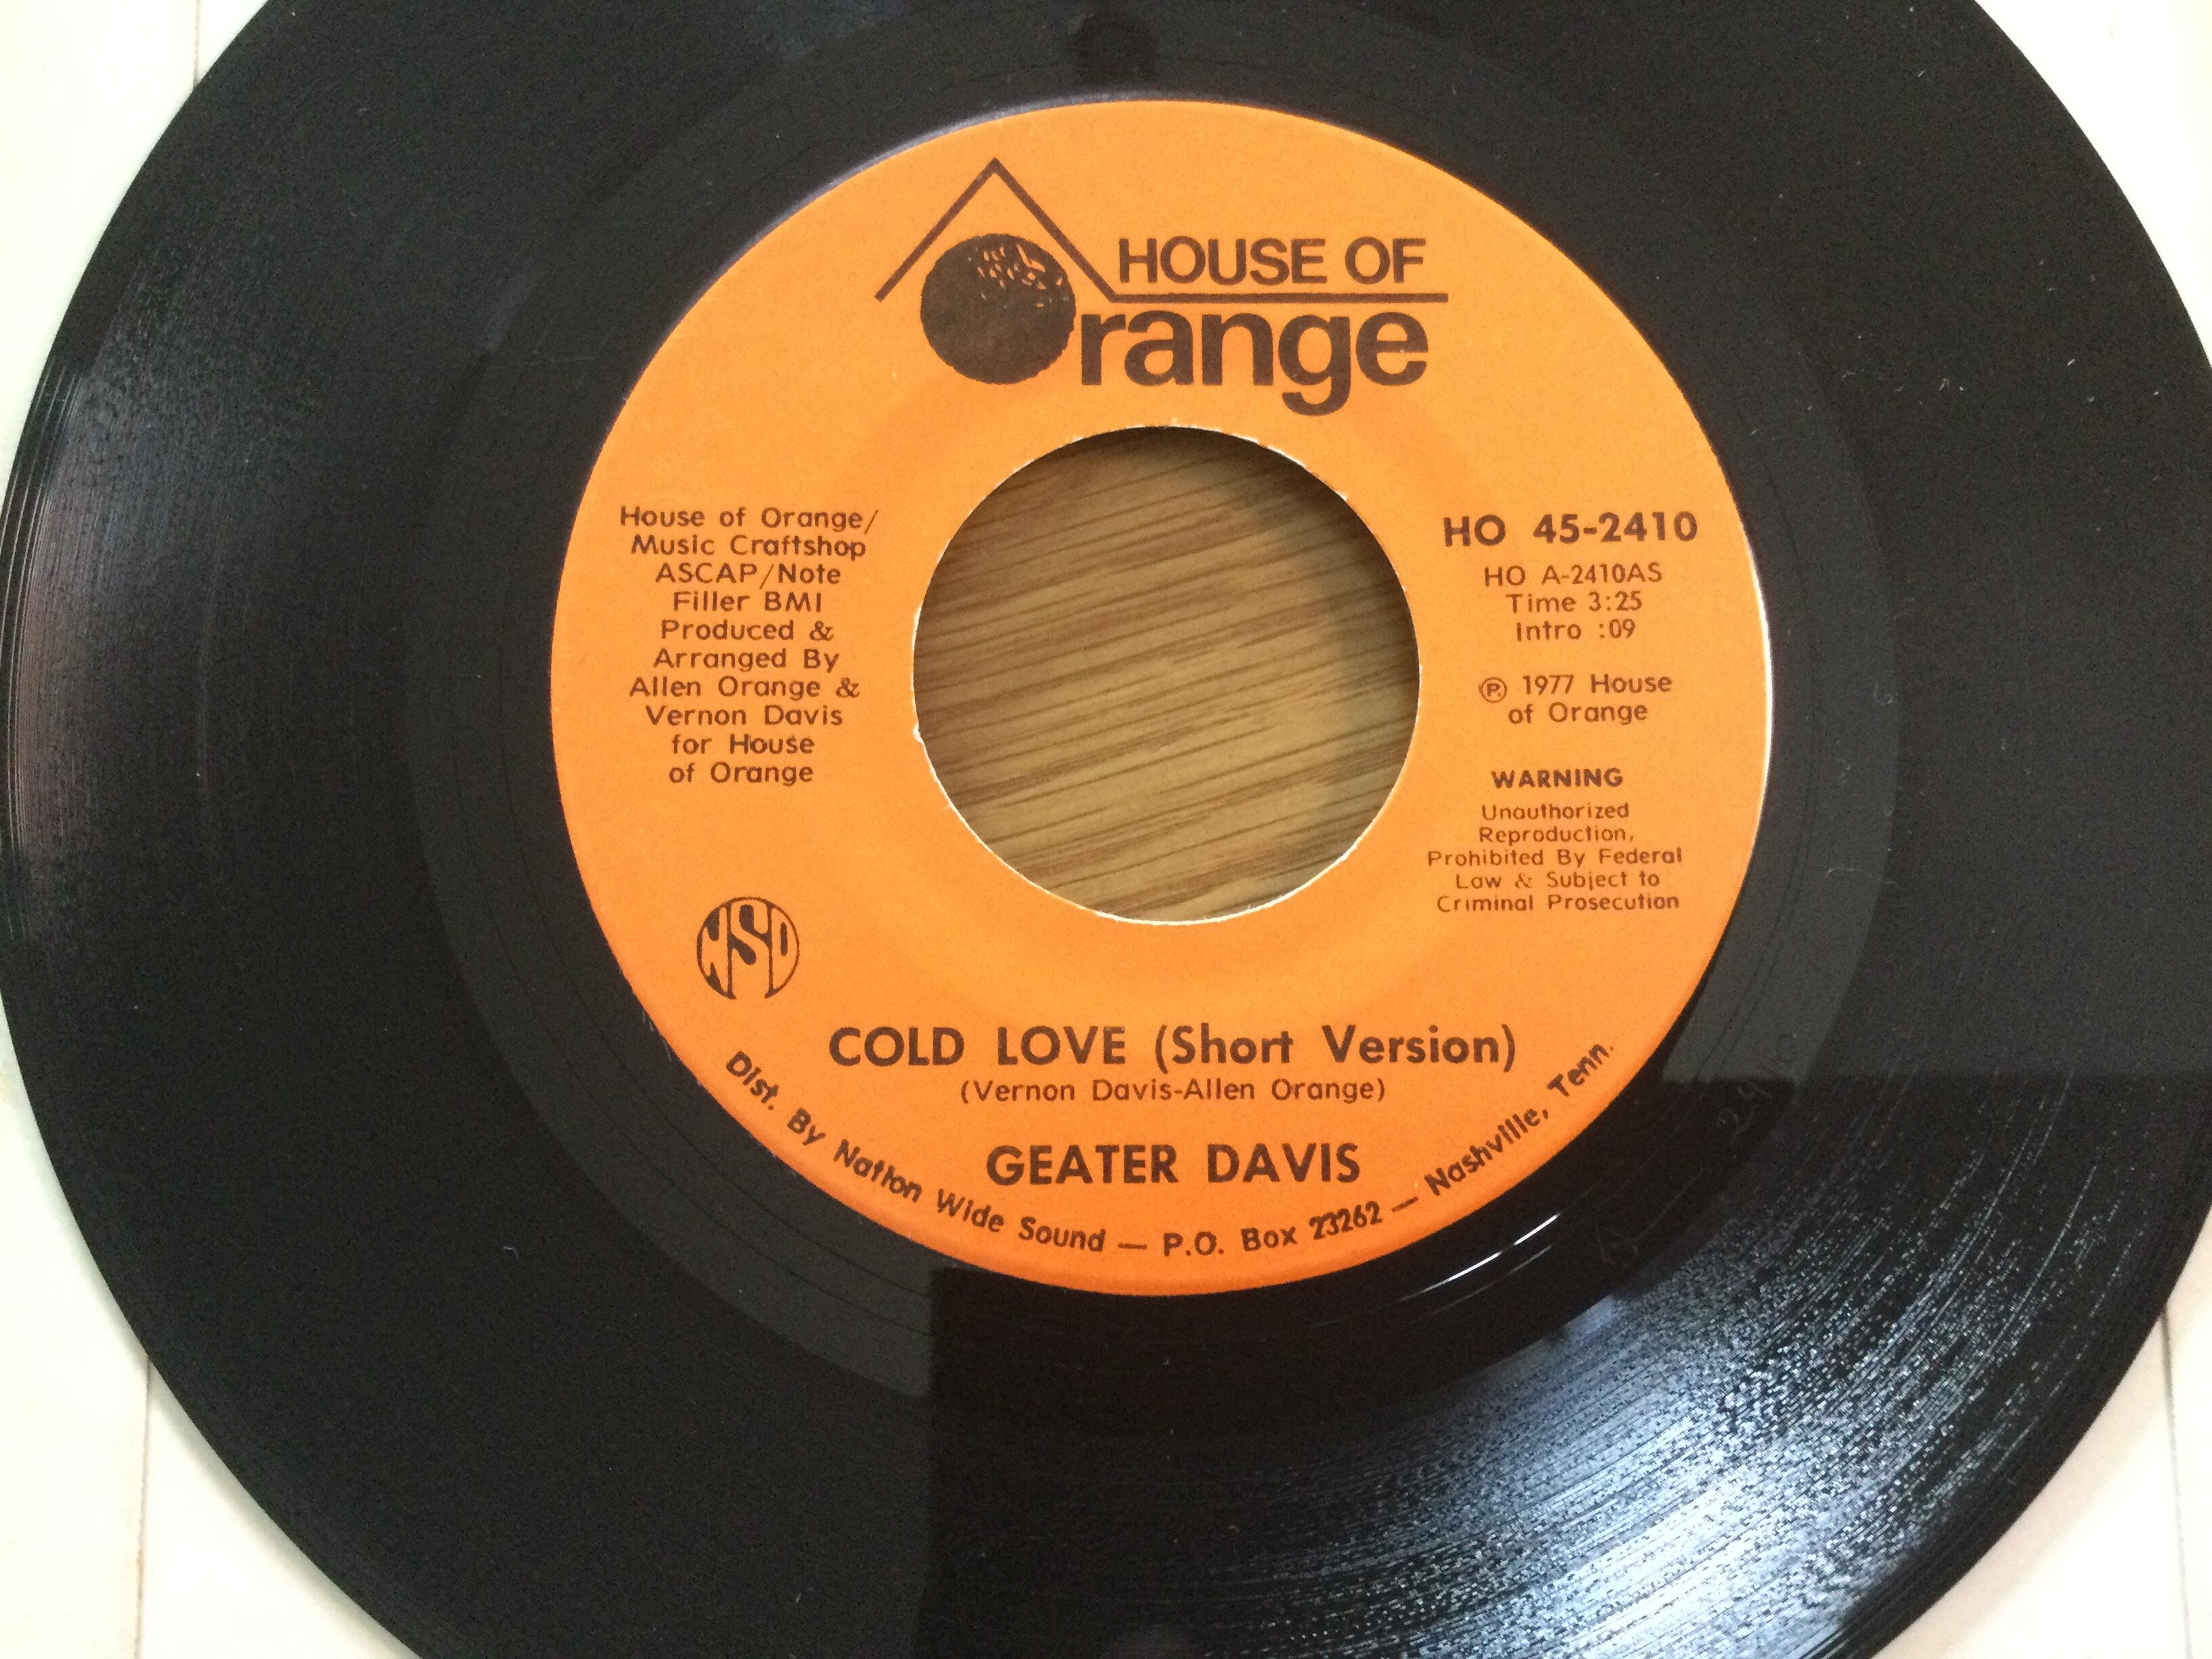 HOUSE OF
Orange
House of Orange/
Music Craftshop
ASCAP/Note
Filler BMI
Produced &
Arranged By
Allen Orange &
Vernon Davis
for House
of Orange
HO 45-2410
HO A-2410AS
Time 3:25
Intro :09
℗ 1977 House
of Orange
WARNING
Unauthorized
Reproduction,
Prohibited By Federal
Law & Subject to
Criminal Prosecution
NSD
COLD LOVE (Short Version)
(Vernon Davis-Allen Orange)
GEATER DAVIS
Dist. By Nation Wide Sound — P.O. Box 23262 — Nashville, Tenn.